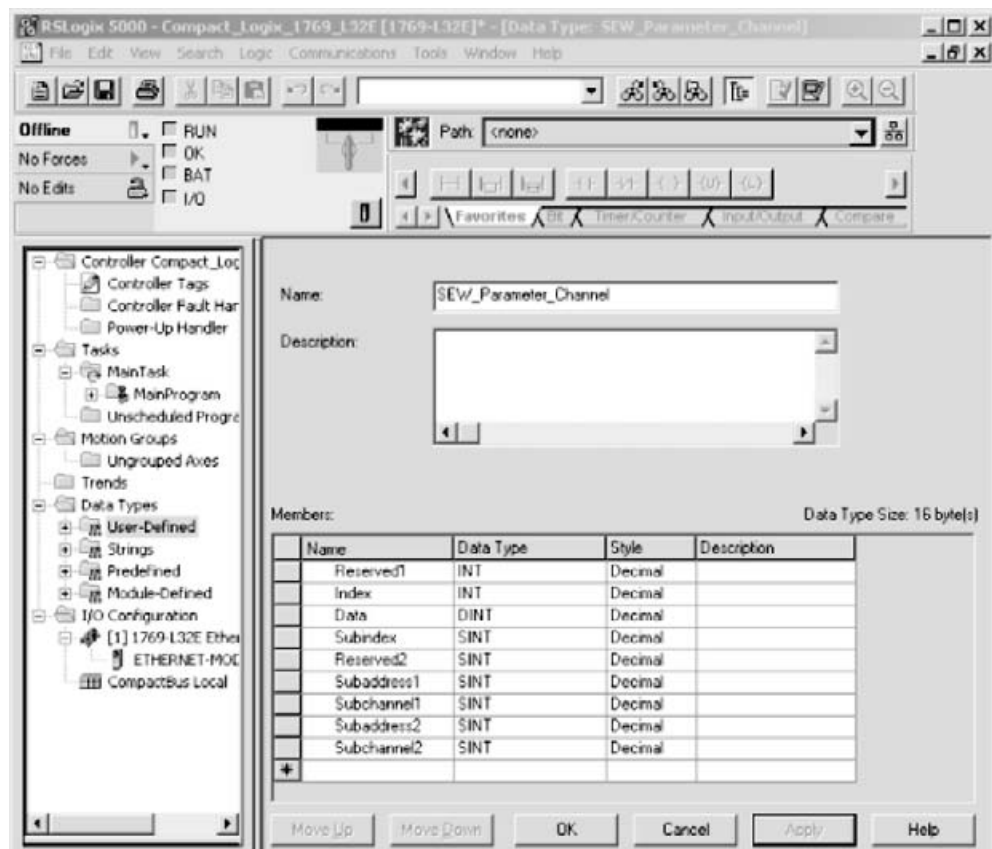 RSLogix 5000 - Compact_Logix_1769_L32E [1769-L32E]* - [Data Type: SEW_Parameter_Channel]
File Edit View Search Logic Communications Tools Window Help
Offline
RUN
Path: <none>
No Forces
OK
BAT
No Edits
I/O
Favorites Bit Timer/Counter Input/Output Compare
Controller Compact_Log
Controller Tags
Controller Fault Har
Power-Up Handler
Tasks
MainTask
MainProgram
Unscheduled Progra
Motion Groups
Ungrouped Axes
Trends
Data Types
User-Defined
Strings
Predefined
Module-Defined
I/O Configuration
[1] 1769-L32E Ether
ETHERNET-MOD
CompactBus Local
Name: SEW_Parameter_Channel
Description:
Members: Data Type Size: 16 byte(s)
Name Data Type Style Description
Reserved1 INT Decimal
Index INT Decimal
Data DINT Decimal
Subindex SINT Decimal
Reserved2 SINT Decimal
Subaddress1 SINT Decimal
Subchannel1 SINT Decimal
Subaddress2 SINT Decimal
Subchannel2 SINT Decimal
Move Up Move Down OK Cancel Apply Help